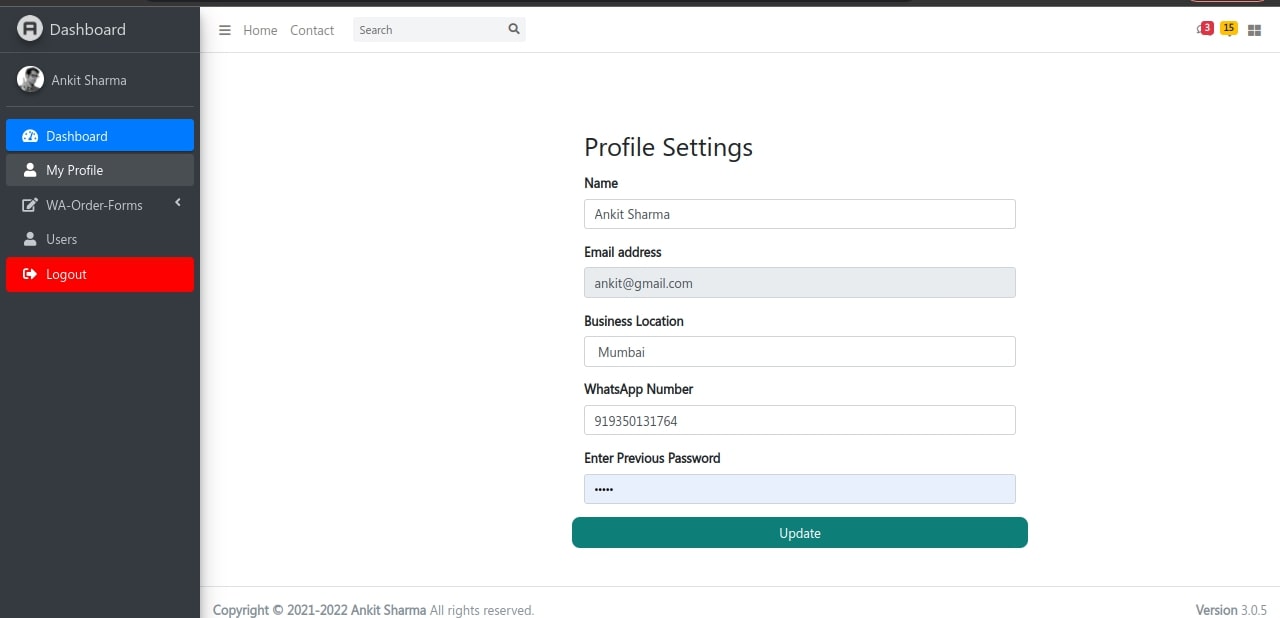 Dashboard
Home Contact Search 3 15
Ankit Sharma
Dashboard
My Profile
WA-Order-Forms
Users
Logout
Profile Settings
Name
Ankit Sharma
Email address
ankit@gmail.com
Business Location
Mumbai
WhatsApp Number
919350131764
Enter Previous Password
•••••
Update
Copyright © 2021-2022 Ankit Sharma All rights reserved.
Version 3.0.5